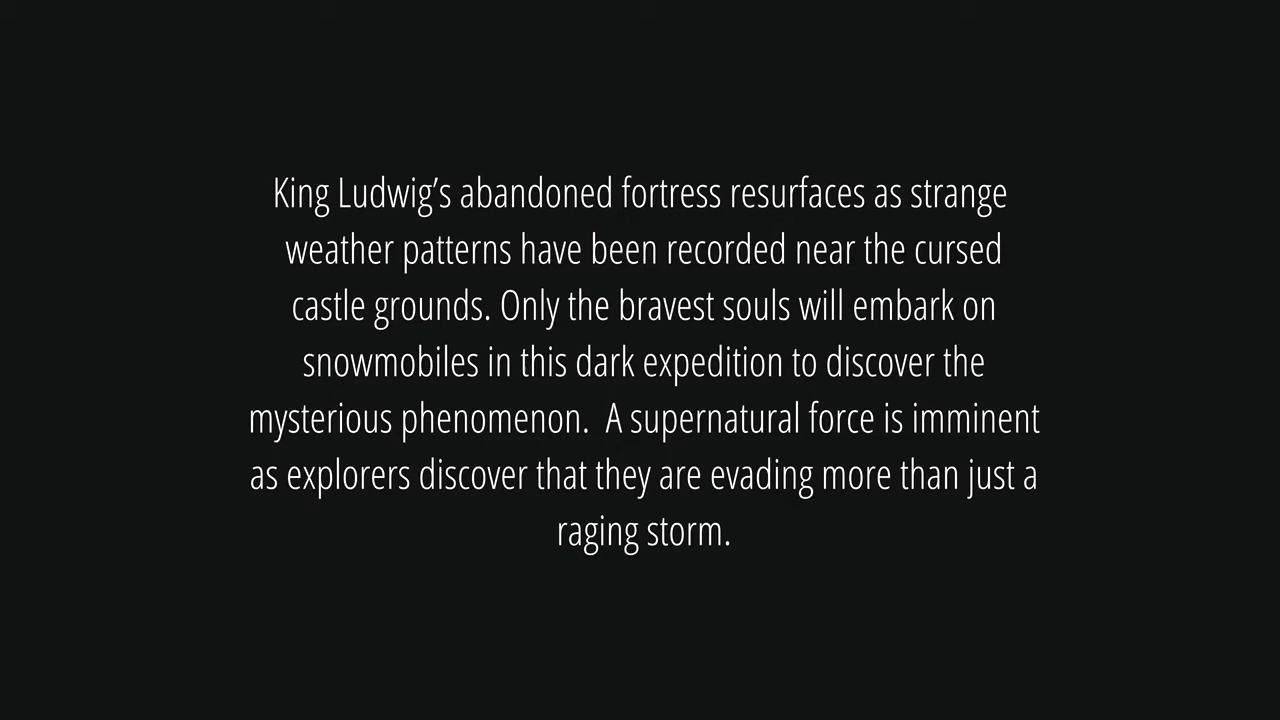 King Ludwig’s abandoned fortress resurfaces as strange
weather patterns have been recorded near the cursed
castle grounds. Only the bravest souls will embark on
snowmobiles in this dark expedition to discover the
mysterious phenomenon.  A supernatural force is imminent
as explorers discover that they are evading more than just a
raging storm.